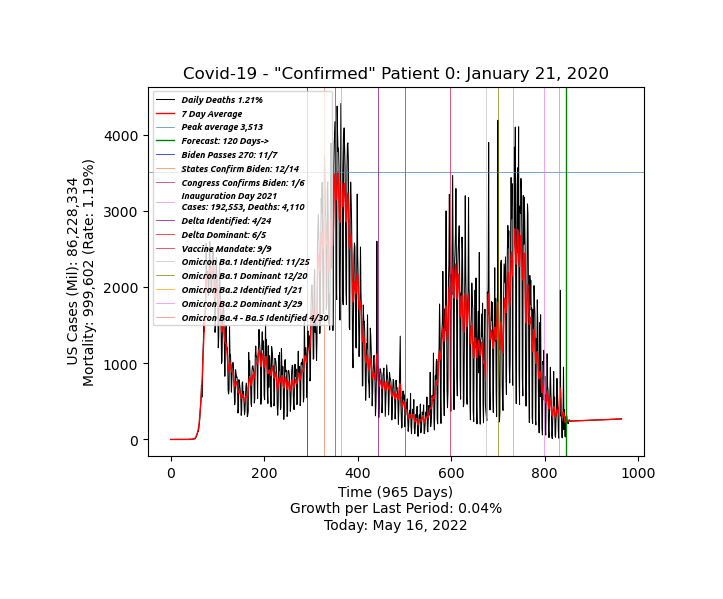 Covid-19 - "Confirmed" Patient 0: January 21, 2020
Daily Deaths 1.21%
7 Day Average
Peak average 3,513
Forecast: 120 Days->
Biden Passes 270: 11/7
States Confirm Biden: 12/14
Congress Confirms Biden: 1/6
Inauguration Day 2021
Cases: 192,553, Deaths: 4,110
Delta Identified: 4/24
Delta Dominant: 6/5
Vaccine Mandate: 9/9
Omicron Ba.1 Identified: 11/25
Omicron Ba.1 Dominant 12/20
Omicron Ba.2 Identified 1/21
Omicron Ba.2 Dominant 3/29
Omicron Ba.4 - Ba.5 Identified 4/30
US Cases (Mil): 86,228,334
Mortality: 999,602 (Rate: 1.19%)
4000
3000
2000
1000
0
0 200 400 600 800 1000
Time (965 Days)
Growth per Last Period: 0.04%
Today: May 16, 2022